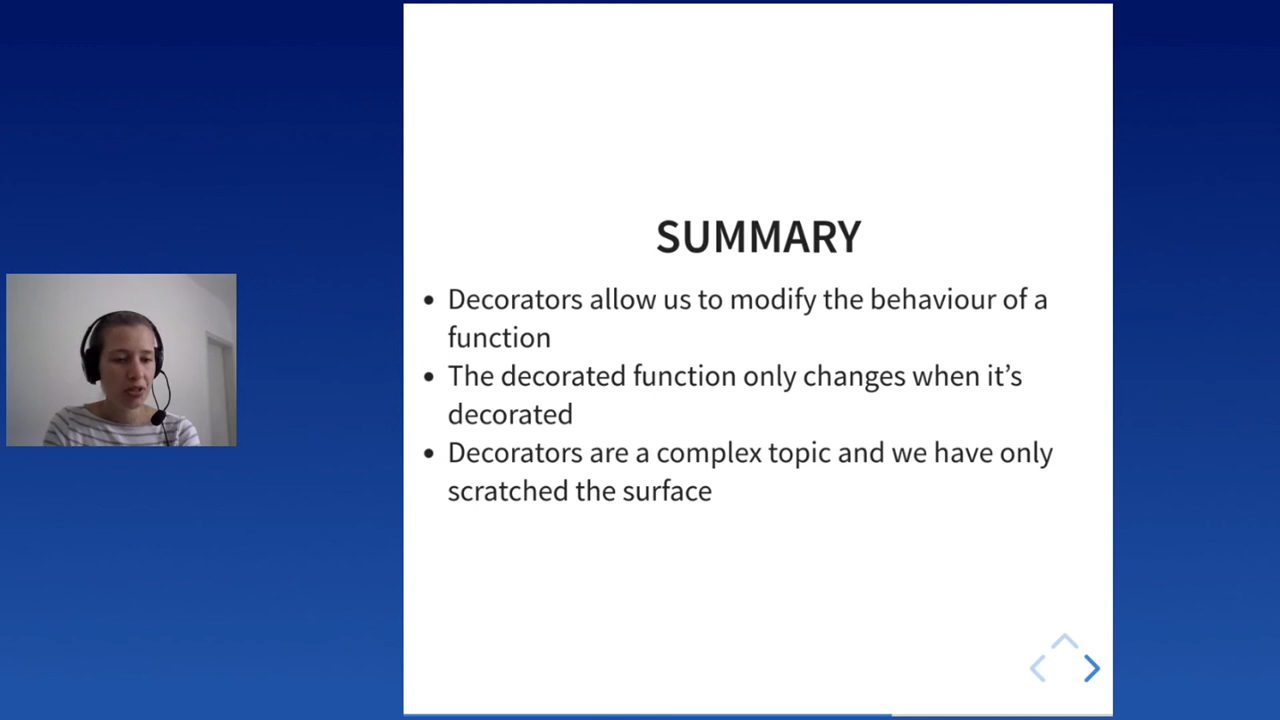 SUMMARY
• Decorators allow us to modify the behaviour of a
function
• The decorated function only changes when it’s
decorated
• Decorators are a complex topic and we have only
scratched the surface